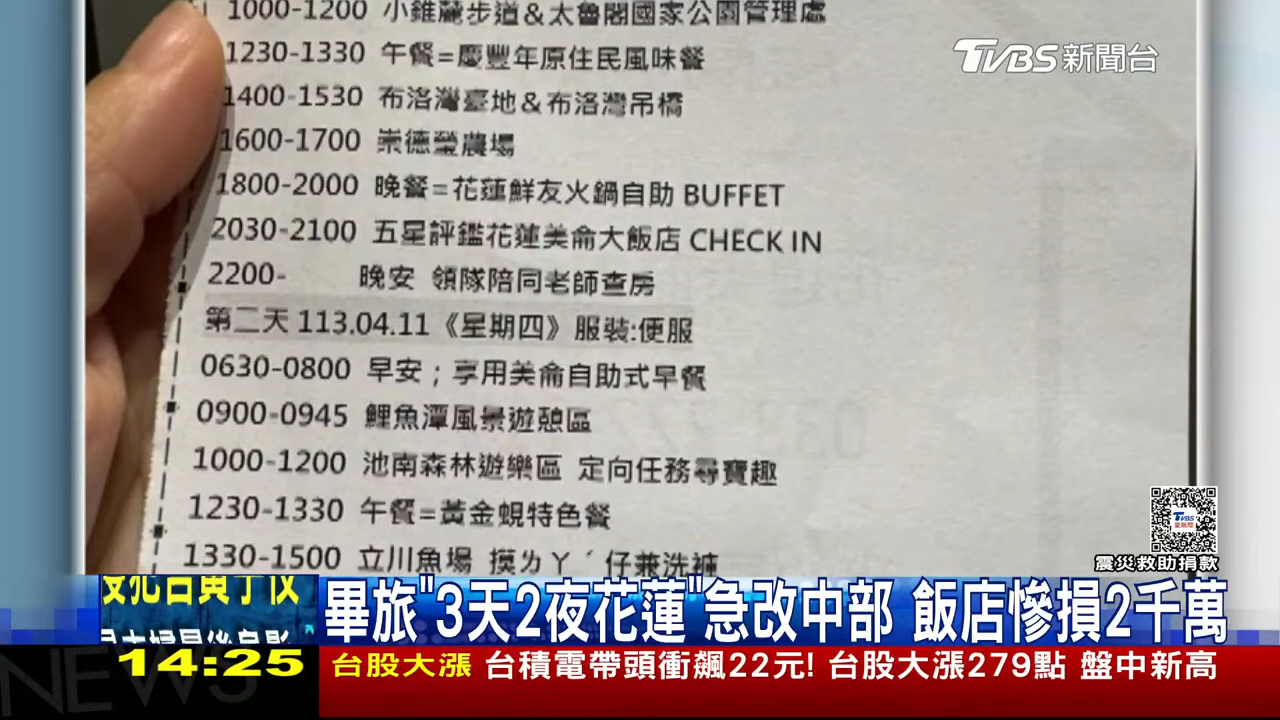 1000-1200 小錐麓步道＆太魯閣國家公園管理處
TVBS新聞台
1230-1330 午餐=慶豐年原住民風味餐
1400-1530 布洛灣臺地＆布洛灣吊橋
1600-1700 崇德瑩農場
1800-2000 晚餐=花蓮鮮友火鍋自助 BUFFET
2030-2100 五星評鑑花蓮美侖大飯店 CHECK IN
2200- 晚安 領隊陪同老師查房
第二天 113.04.11《星期四》服裝:便服
0630-0800 早安；享用美侖自助式早餐
0900-0945 鯉魚潭風景遊憩區
1000-1200 池南森林遊樂區 定向任務尋寶趣
1230-1330 午餐=黃金蜆特色餐
1330-1500 立川魚場 摸ㄌㄚˊ仔兼洗褲
TVBS
震災救助捐款
畢旅"3天2夜花蓮"急改中部 飯店慘損2千萬
NEWS
14:25
台股大漲 台積電帶頭衝飆22元! 台股大漲279點 盤中新高